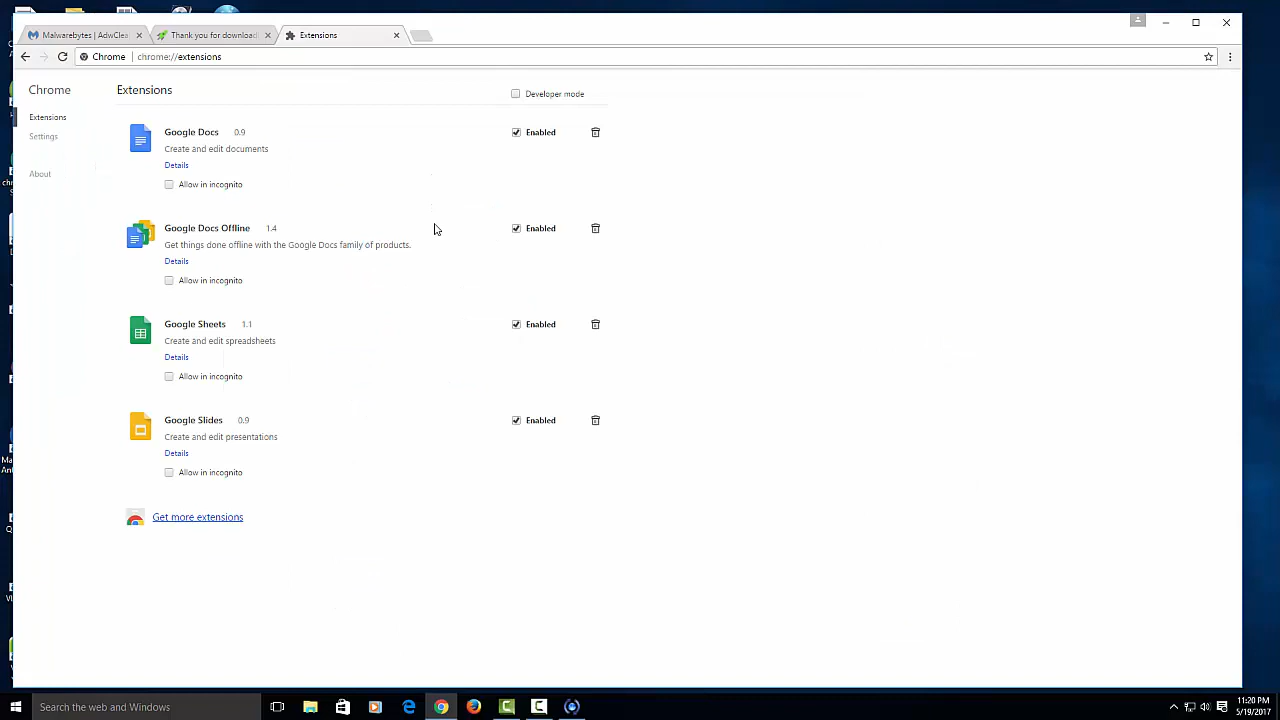 Malwarebytes | AdwClea
Thank you for download
Extensions
Chrome
chrome://extensions
Chrome
Extensions
Developer mode
Extensions
Settings
About
Google Docs 0.9
Enabled
Create and edit documents
Details
Allow in incognito
Google Docs Offline 1.4
Enabled
Get things done offline with the Google Docs family of products.
Details
Allow in incognito
Google Sheets 1.1
Enabled
Create and edit spreadsheets
Details
Allow in incognito
Google Slides 0.9
Enabled
Create and edit presentations
Details
Allow in incognito
Get more extensions
Search the web and Windows
11:20 PM
5/19/2017